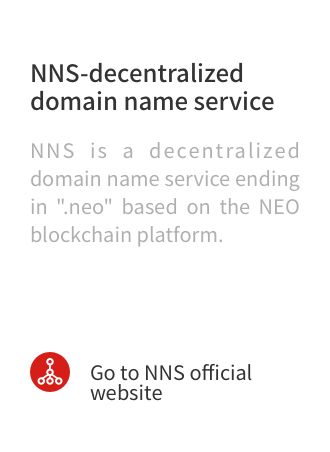 NNS-decentralized
domain name service
NNS is a decentralized
domain name service ending
in ".neo" based on the NEO
blockchain platform.
Go to NNS official
website